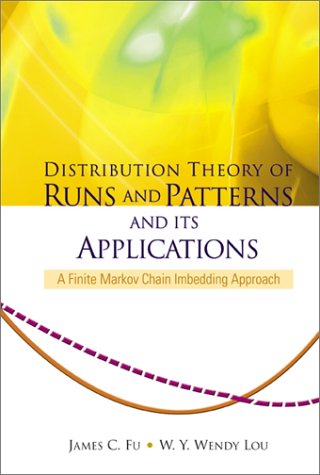 DISTRIBUTION THEORY OF
RUNS AND PATTERNS
AND ITS
APPLICATIONS
A Finite Markov Chain Imbedding Approach
JAMES C. FU • W. Y. WENDY LOU